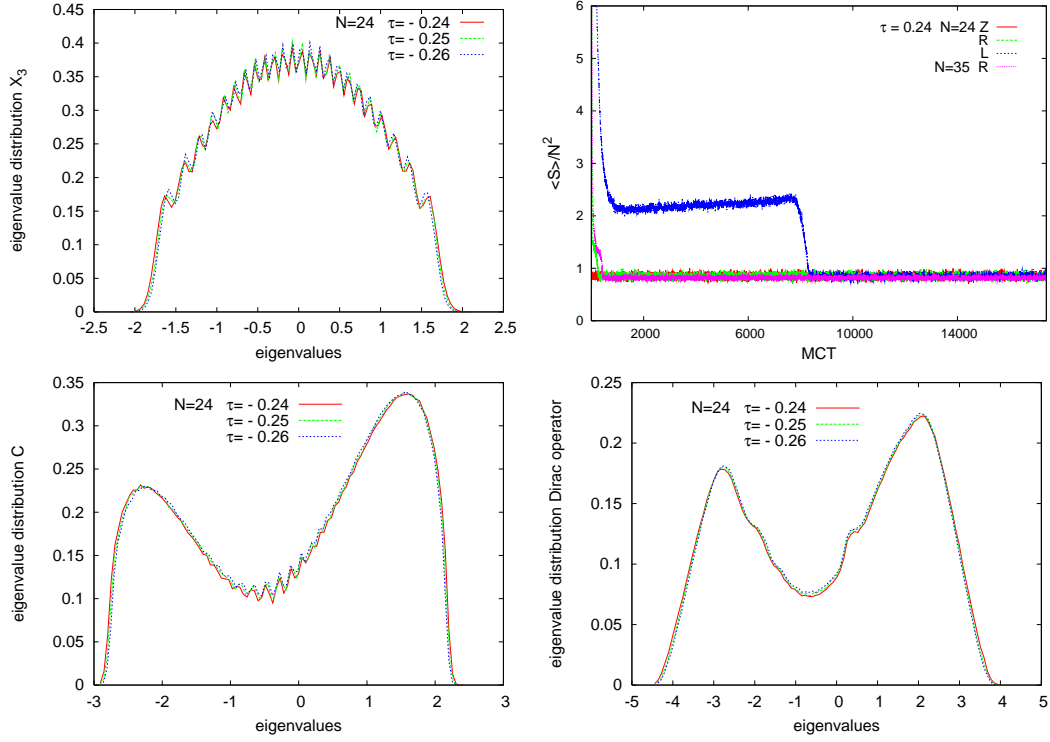 eigenvalue distribution X3
0.45
0.4
0.35
0.3
0.25
0.2
0.15
0.1
0.05
0
N=24 τ= - 0.24
τ= - 0.25
τ= - 0.26
-2.5 -2 -1.5 -1 -0.5 0 0.5 1 1.5 2 2.5
eigenvalues
<S>/N²
6
5
4
3
2
1
0
τ = 0.24 N=24 Z
R
L
N=35 R
2000 6000 10000 14000
MCT
eigenvalue distribution C
0.35
0.3
0.25
0.2
0.15
0.1
0.05
0
N=24 τ= - 0.24
τ= - 0.25
τ= - 0.26
-3 -2 -1 0 1 2 3
eigenvalues
eigenvalue distribution Dirac operator
0.25
0.2
0.15
0.1
0.05
0
N=24 τ= - 0.24
τ= - 0.25
τ= - 0.26
-5 -4 -3 -2 -1 0 1 2 3 4 5
eigenvalues